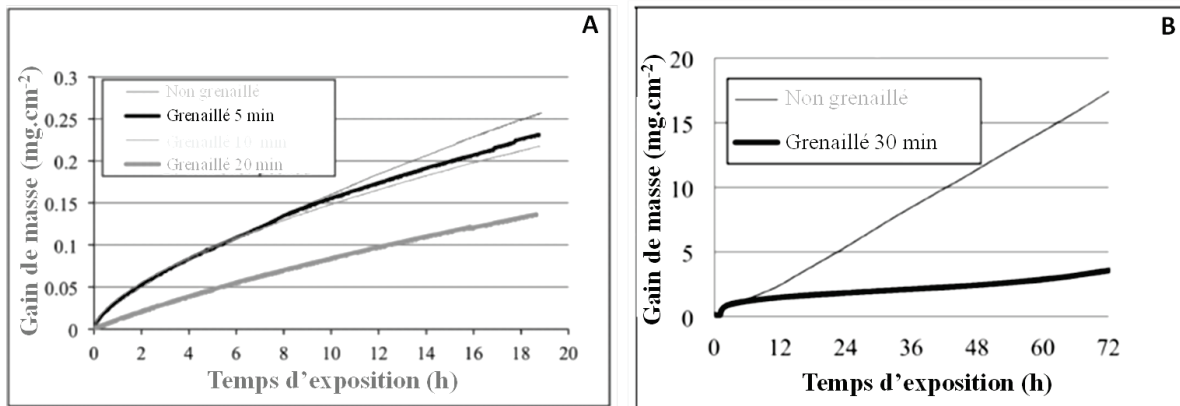 A
Gain de masse (mg.cm⁻²)
0.3
0.25
0.2
0.15
0.1
0.05
0
Non grenaillé
Grenaillé 5 min
Grenaillé 10 min
Grenaillé 20 min
0 2 4 6 8 10 12 14 16 18 20
Temps d’exposition (h)
B
Gain de masse (mg.cm⁻²)
20
15
10
5
0
Non grenaillé
Grenaillé 30 min
0 12 24 36 48 60 72
Temps d’exposition (h)